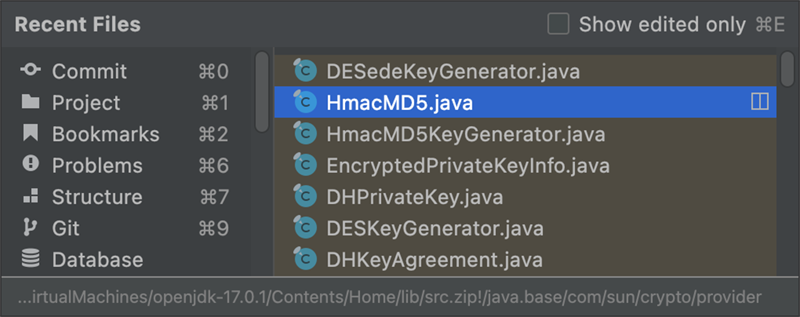 Recent Files
Show edited only ⌘E
Commit ⌘0
Project ⌘1
Bookmarks ⌘2
Problems ⌘6
Structure ⌘7
Git ⌘9
Database
DESedeKeyGenerator.java
HmacMD5.java
HmacMD5KeyGenerator.java
EncryptedPrivateKeyInfo.java
DHPrivateKey.java
DESKeyGenerator.java
DHKeyAgreement.java
...irtualMachines/openjdk-17.0.1/Contents/Home/lib/src.zip!/java.base/com/sun/crypto/provider